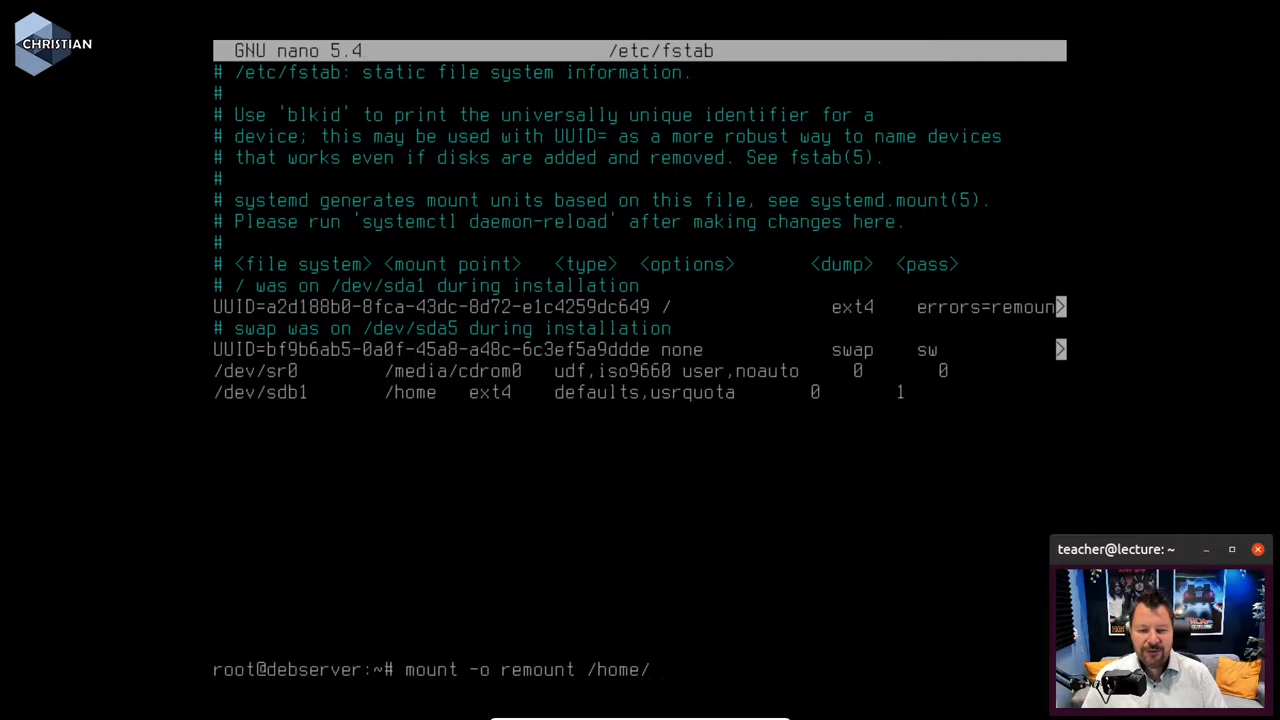 CHRISTIAN
GNU nano 5.4 /etc/fstab
# /etc/fstab: static file system information.
#
# Use 'blkid' to print the universally unique identifier for a
# device; this may be used with UUID= as a more robust way to name devices
# that works even if disks are added and removed. See fstab(5).
#
# systemd generates mount units based on this file, see systemd.mount(5).
# Please run 'systemctl daemon-reload' after making changes here.
#
# <file system> <mount point>   <type>  <options>       <dump>  <pass>
# / was on /dev/sda1 during installation
UUID=a2d188b0-8fca-43dc-8d72-e1c4259dc649 /               ext4    errors=remoun>
# swap was on /dev/sda5 during installation
UUID=bf9b6ab5-0a0f-45a8-a48c-6c3ef5a9ddde none            swap    sw           >
/dev/sr0        /media/cdrom0   udf,iso9660 user,noauto     0       0
/dev/sdb1       /home   ext4    defaults,usrquota       0       1
teacher@lecture: ~
root@debserver:~# mount -o remount /home/